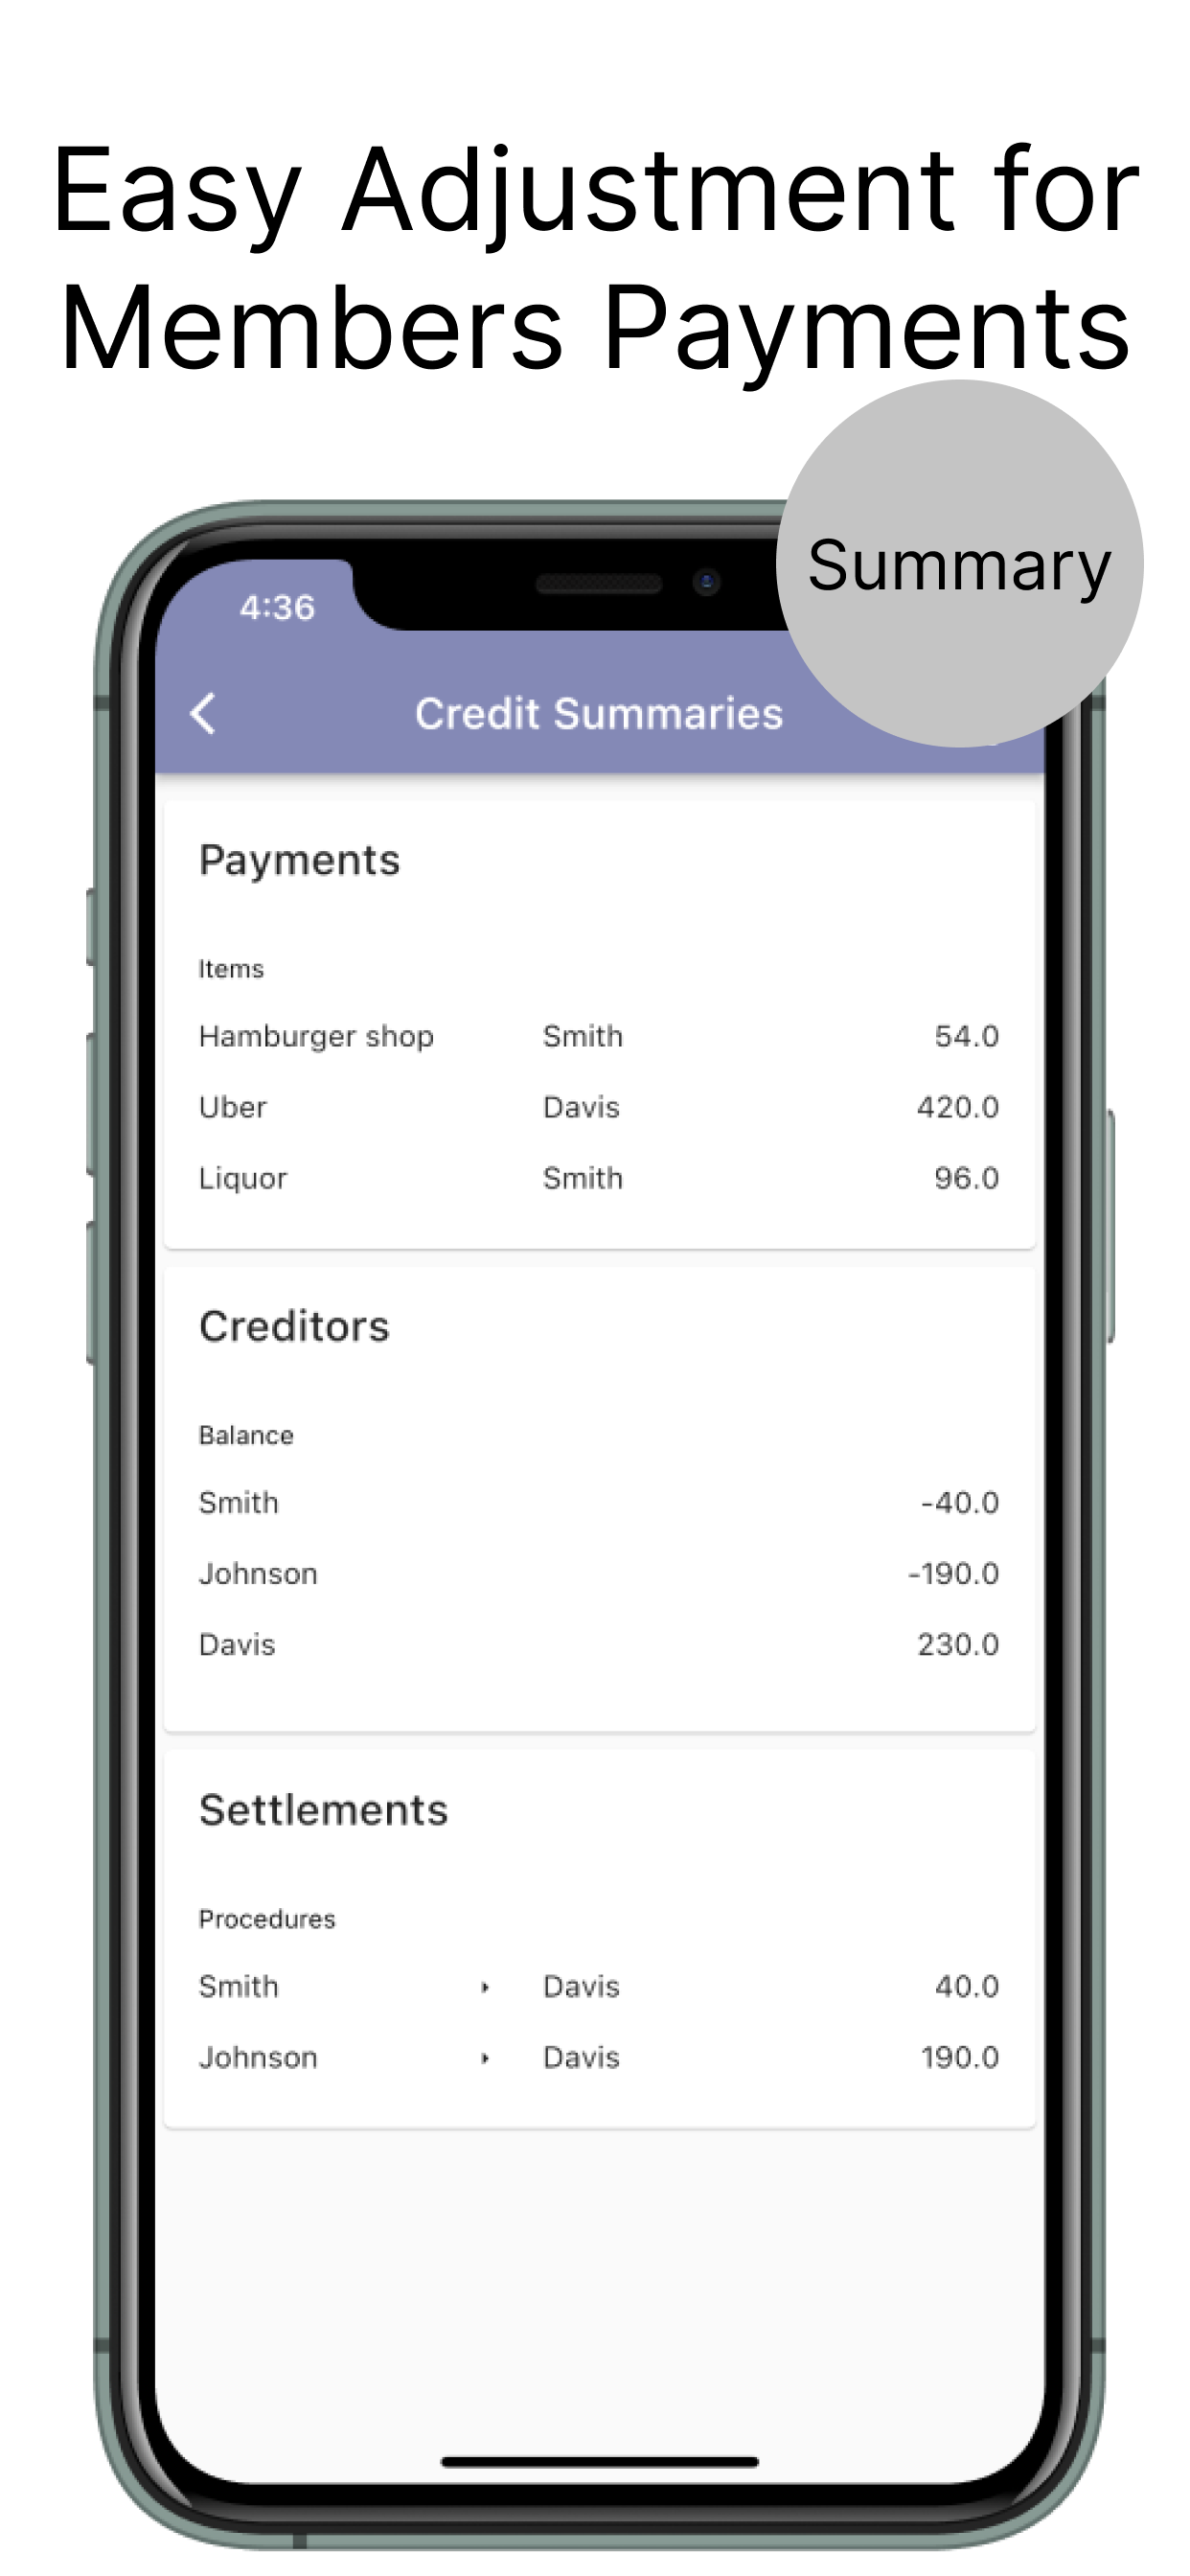 Easy Adjustment for
Members Payments
Summary
4:36
Credit Summaries
Payments
Items
Hamburger shop Smith 54.0
Uber Davis 420.0
Liquor Smith 96.0
Creditors
Balance
Smith -40.0
Johnson -190.0
Davis 230.0
Settlements
Procedures
Smith ▸ Davis 40.0
Johnson ▸ Davis 190.0